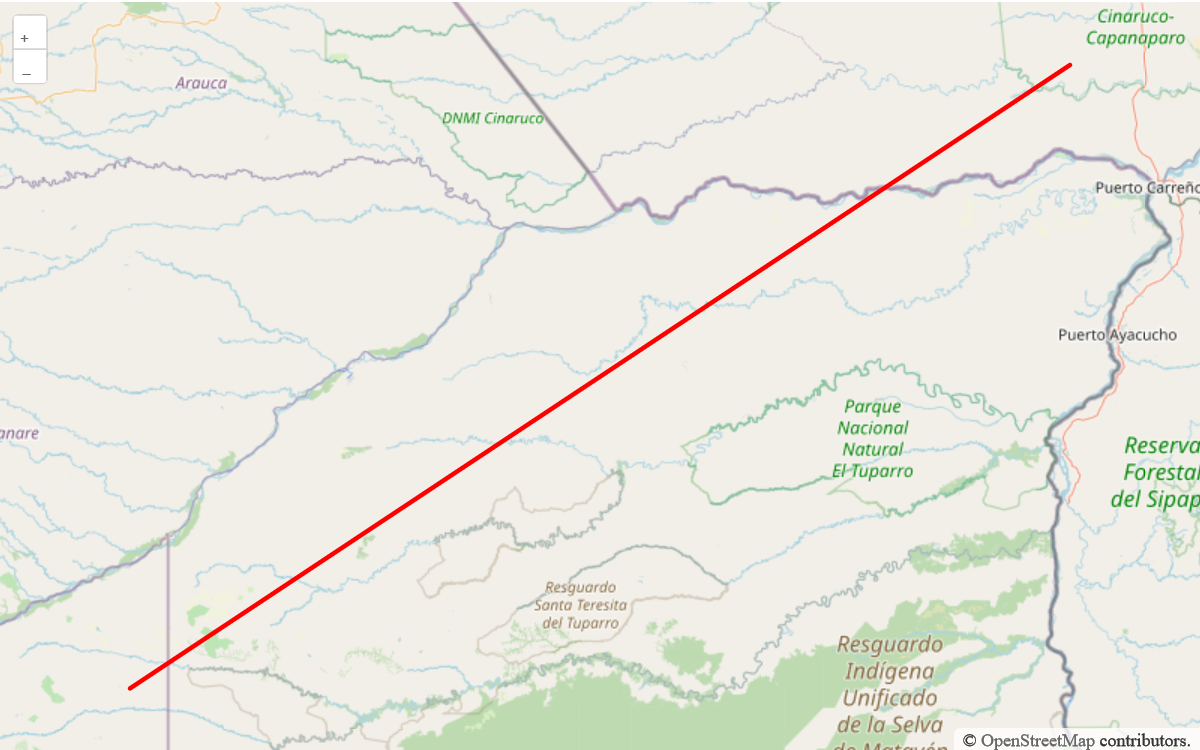 +
–
Cinaruco-
Capanaparo
Arauca
DNMI Cinaruco
Puerto Carreño
Puerto Ayacucho
Parque
Nacional
Natural
El Tuparro
anare
Reserva
Forestal
del Sipap
Resguardo
Santa Teresita
del Tuparro
Resguardo
Indígena
Unificado
de la Selva
de Matavén
© OpenStreetMap contributors.